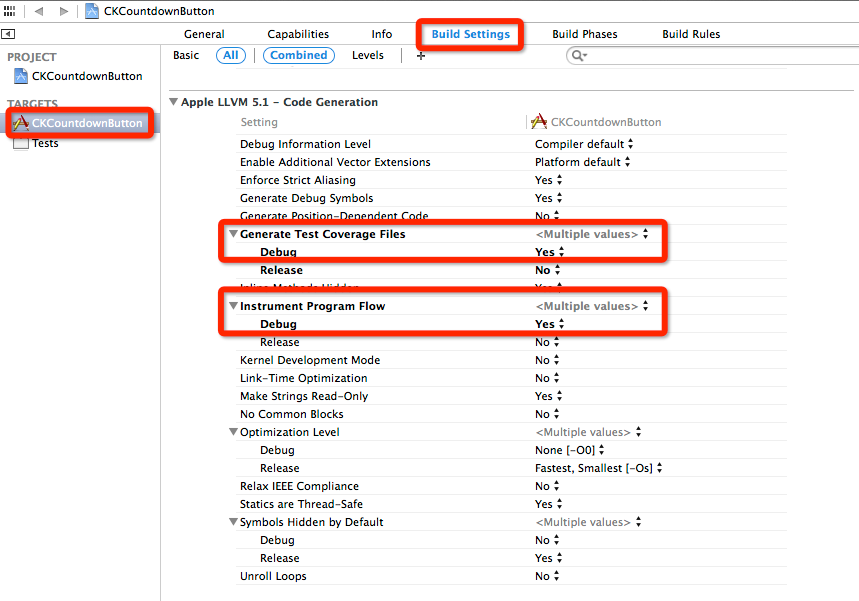 CKCountdownButton
General Capabilities Info Build Settings Build Phases Build Rules
PROJECT
CKCountdownButton
TARGETS
CKCountdownButton
Tests
Basic All Combined Levels +
Apple LLVM 5.1 - Code Generation
Setting CKCountdownButton
Debug Information Level Compiler default
Enable Additional Vector Extensions Platform default
Enforce Strict Aliasing Yes
Generate Debug Symbols Yes
Generate Position-Dependent Code No
Generate Test Coverage Files <Multiple values>
Debug Yes
Release No
Inline Methods Hidden Yes
Instrument Program Flow <Multiple values>
Debug Yes
Release No
Kernel Development Mode No
Link-Time Optimization No
Make Strings Read-Only Yes
No Common Blocks No
Optimization Level <Multiple values>
Debug None [-O0]
Release Fastest, Smallest [-Os]
Relax IEEE Compliance No
Statics are Thread-Safe Yes
Symbols Hidden by Default <Multiple values>
Debug No
Release Yes
Unroll Loops No